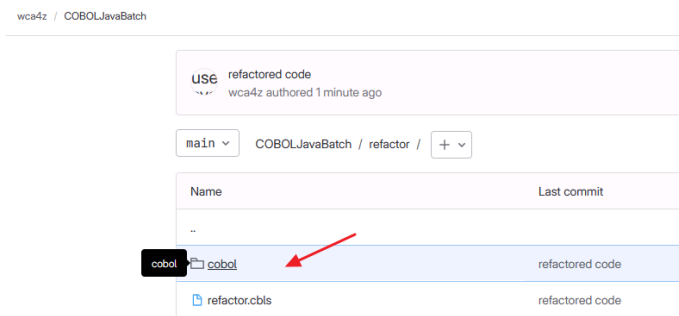 wca4z / COBOLJavaBatch
use refactored code
wca4z authored 1 minute ago
main COBOLJavaBatch / refactor / +
Name Last commit
..
cobol cobol refactored code
refactor.cbls refactored code